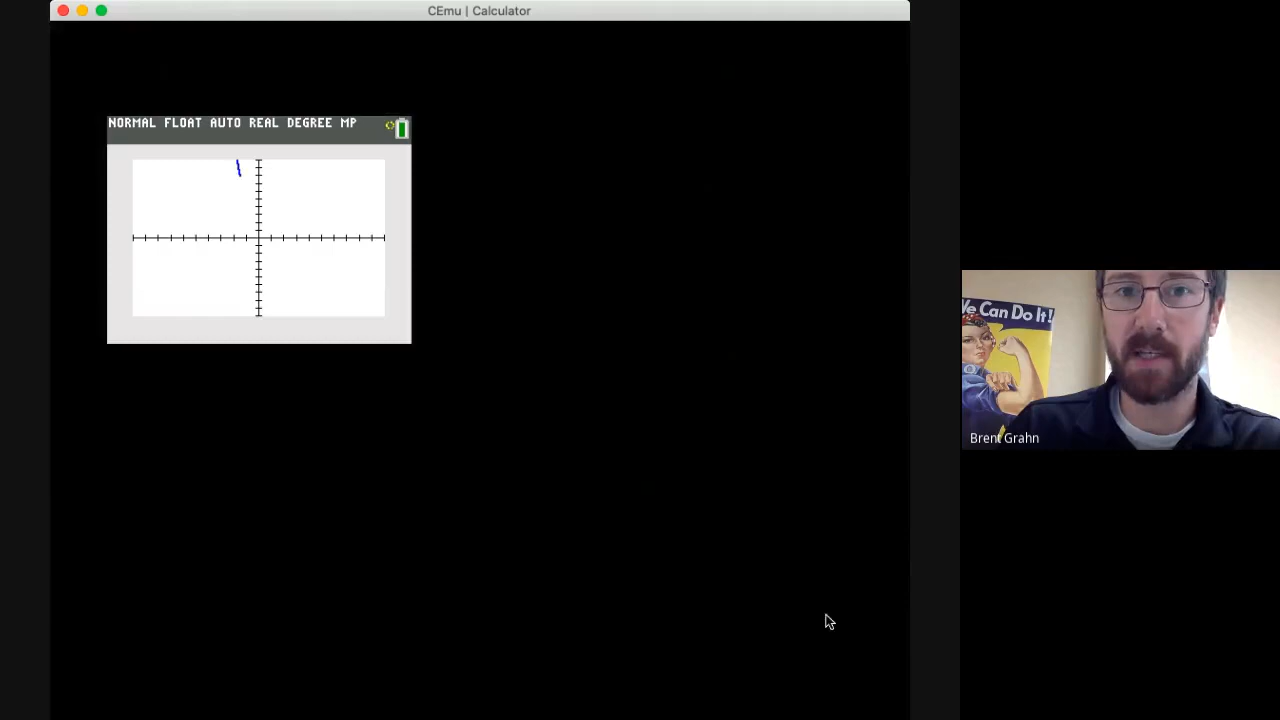 CEmu | Calculator
NORMAL FLOAT AUTO REAL DEGREE MP
We Can Do It!
Brent Grahn